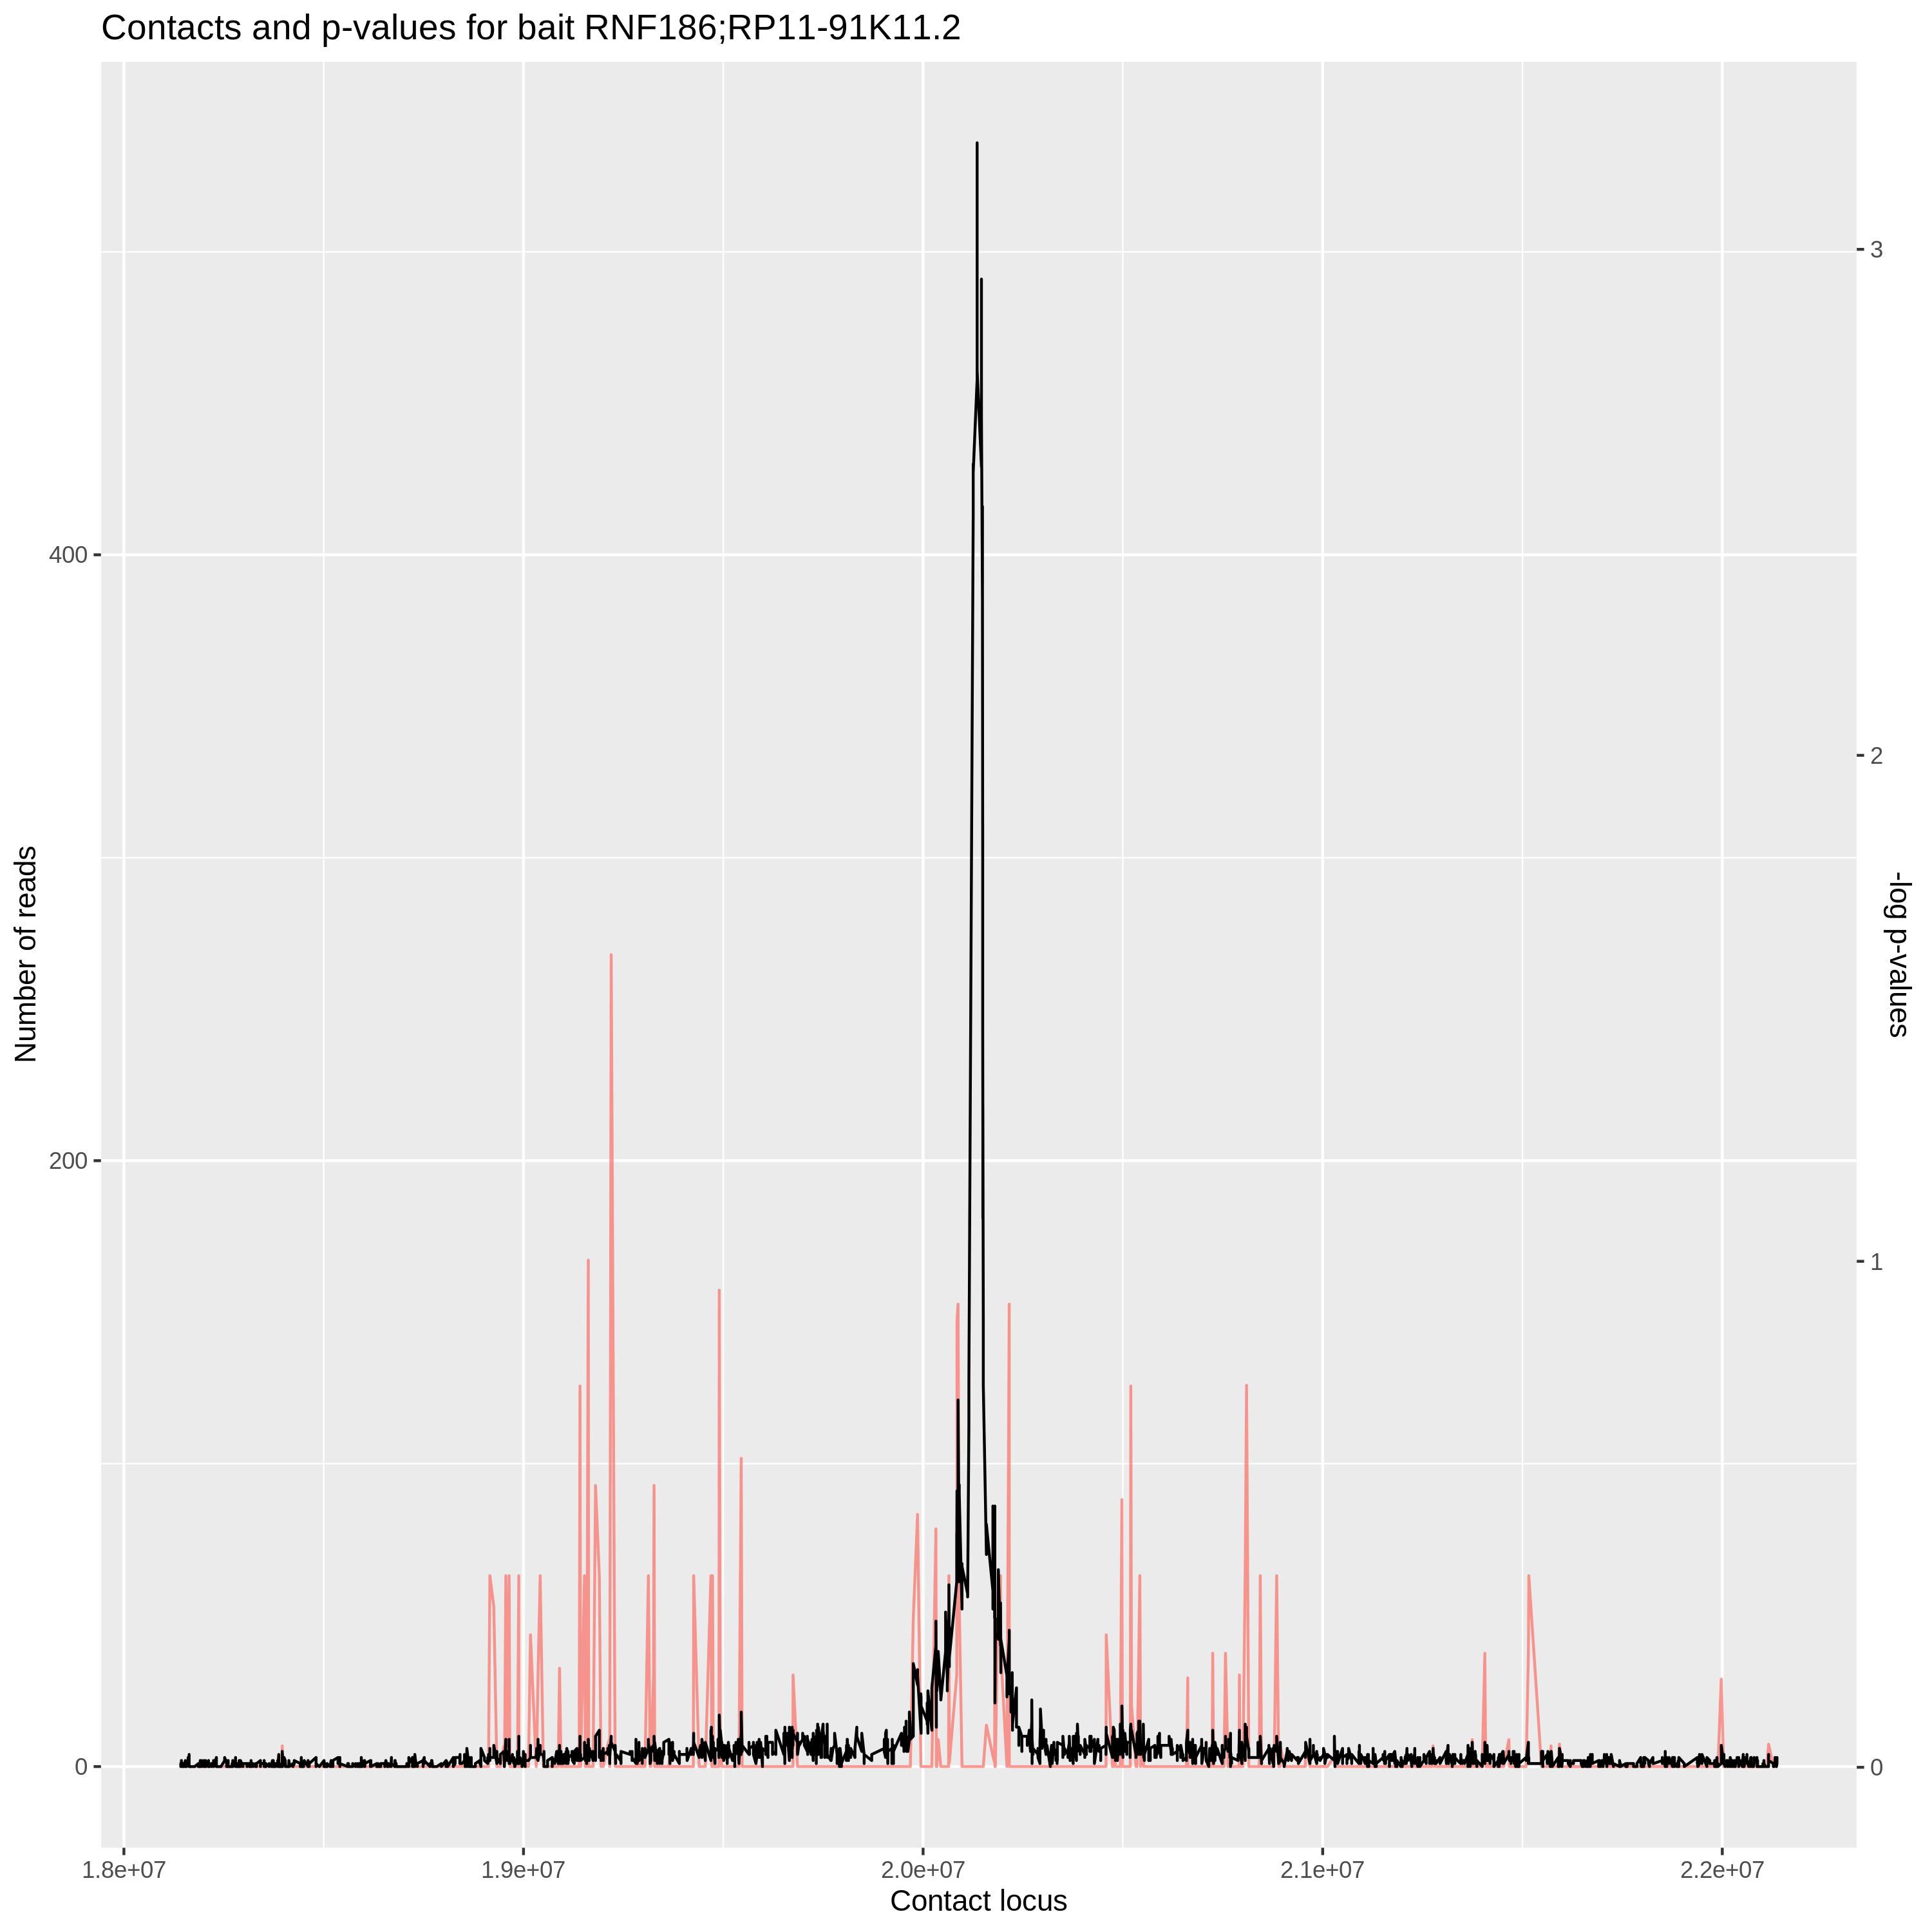 Contacts and p-values for bait RNF186;RP11-91K11.2
Number of reads
400
200
0
3
2
1
0
-log p-values
1.8e+07 1.9e+07 2.0e+07 2.1e+07 2.2e+07
Contact locus